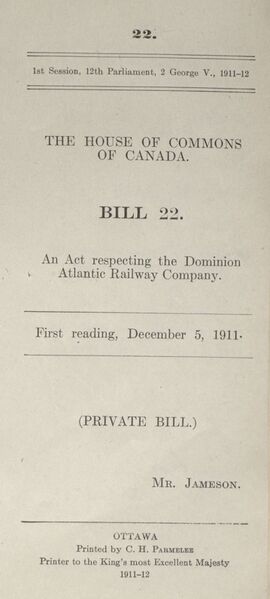 22.
1st Session, 12th Parliament, 2 George V., 1911-12
THE HOUSE OF COMMONS
OF CANADA.
BILL 22.
An Act respecting the Dominion
Atlantic Railway Company.
First reading, December 5, 1911.
(PRIVATE BILL.)
MR. JAMESON.
OTTAWA
Printed by C. H. PARMELEE
Printer to the King's most Excellent Majesty
1911-12